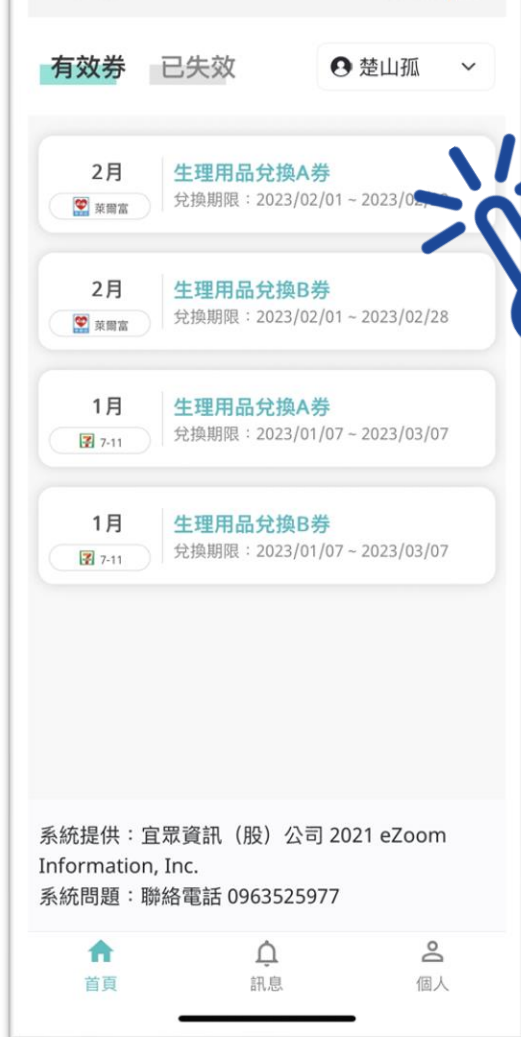 有效券 已失效 楚山孤
2月 生理用品兌換A券
萊爾富 兌換期限：2023/02/01 ~ 2023/02/
2月 生理用品兌換B券
萊爾富 兌換期限：2023/02/01 ~ 2023/02/28
1月 生理用品兌換A券
7-11 兌換期限：2023/01/07 ~ 2023/03/07
1月 生理用品兌換B券
7-11 兌換期限：2023/01/07 ~ 2023/03/07
系統提供：宜眾資訊（股）公司 2021 eZoom
Information, Inc.
系統問題：聯絡電話 0963525977
首頁 訊息 個人